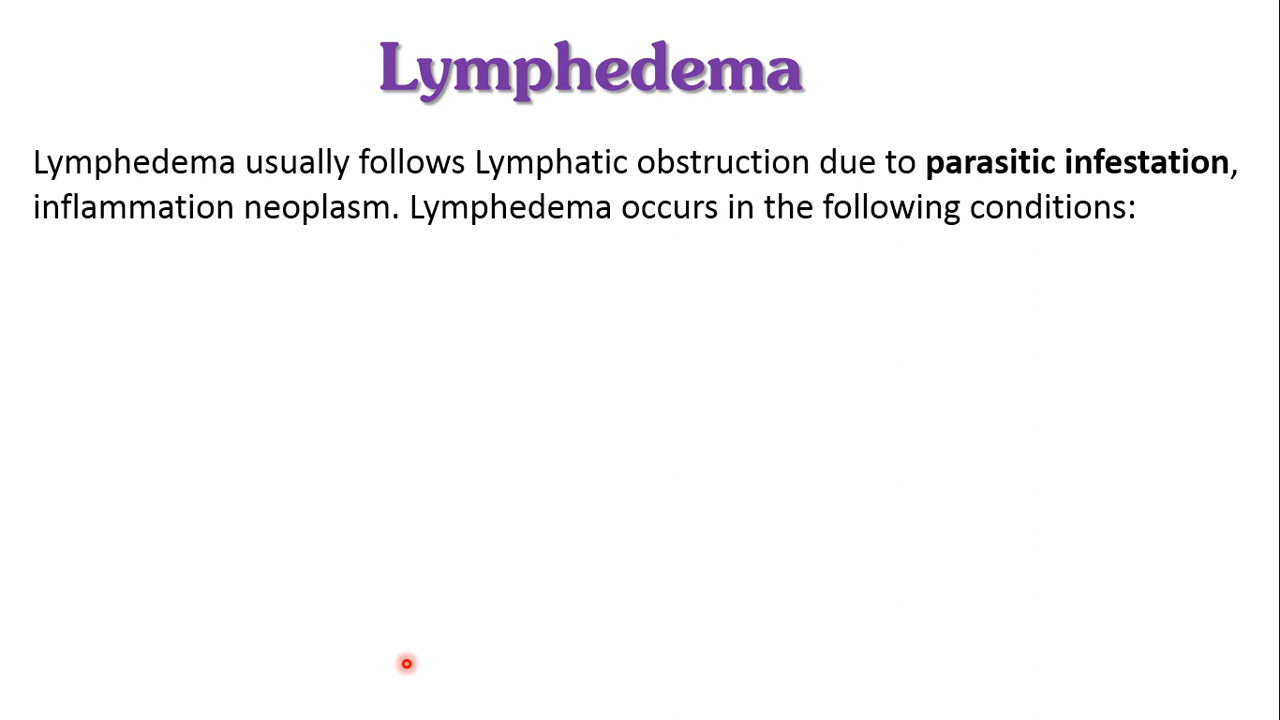 Lymphedema
Lymphedema usually follows Lymphatic obstruction due to parasitic infestation,
inflammation neoplasm. Lymphedema occurs in the following conditions: